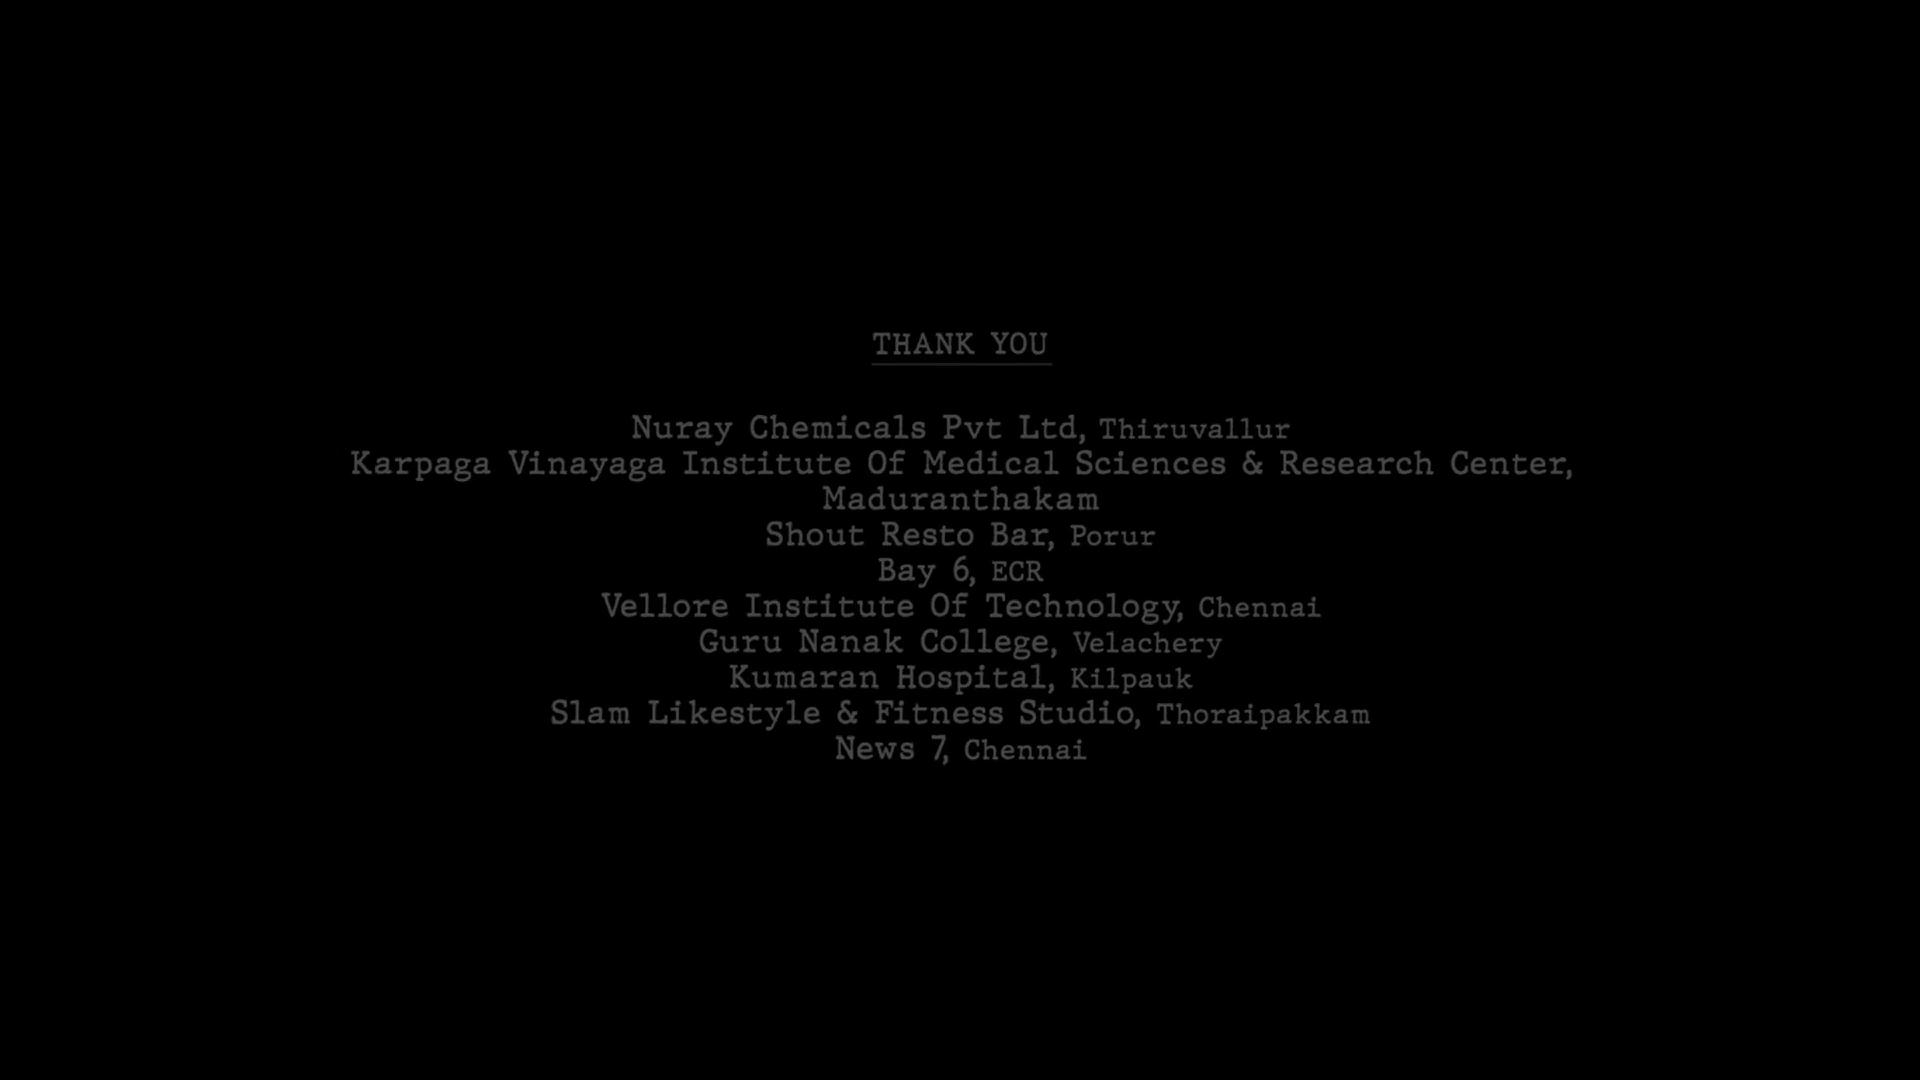 THANK YOU
Nuray Chemicals Pvt Ltd, Thiruvallur
Karpaga Vinayaga Institute Of Medical Sciences & Research Center,
Maduranthakam
Shout Resto Bar, Porur
Bay 6, ECR
Vellore Institute Of Technology, Chennai
Guru Nanak College, Velachery
Kumaran Hospital, Kilpauk
Slam Likestyle & Fitness Studio, Thoraipakkam
News 7, Chennai